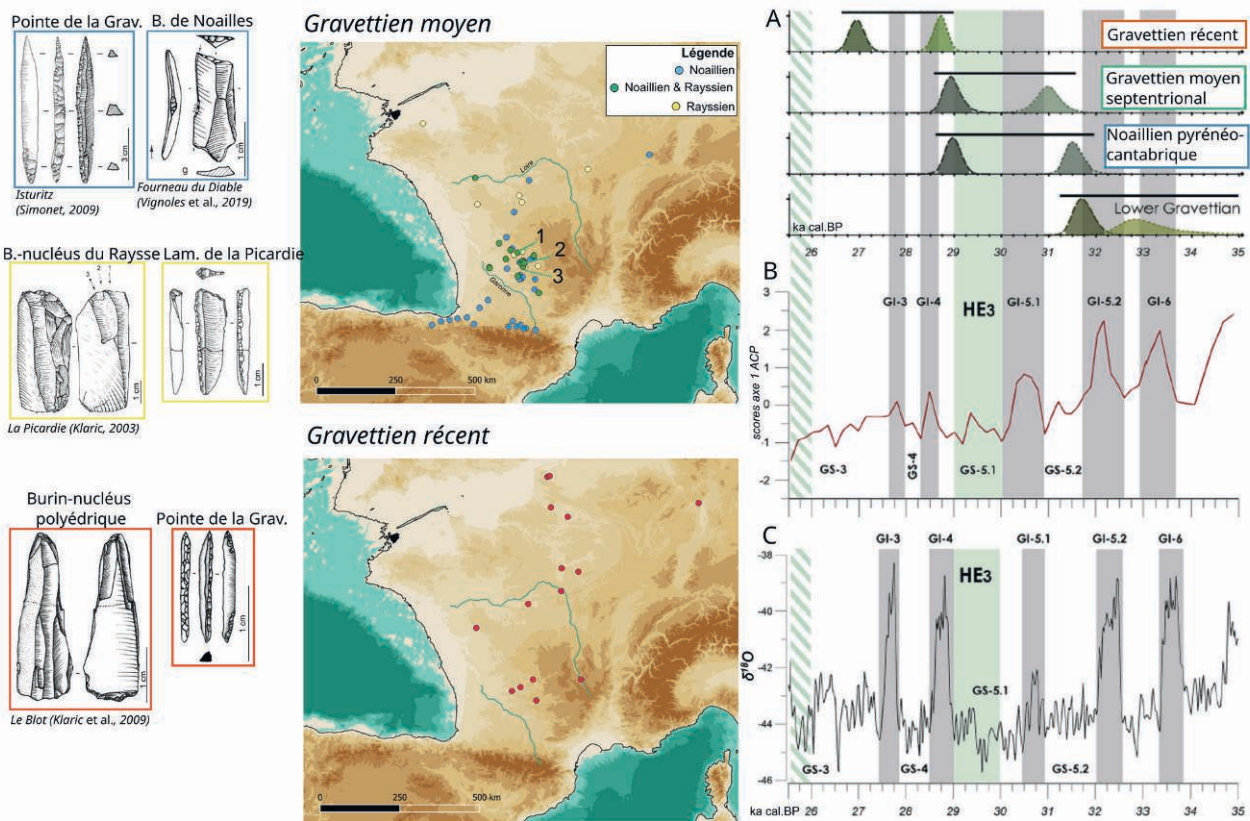 Pointe de la Grav.
B. de Noailles
3 cm
1 cm
g
Isturitz
(Simonet, 2009)
Fourneau du Diable
(Vignoles et al., 2019)
B.-nucléus du Raysse
Lam. de la Picardie
3 2 1
1 cm
1 cm
La Picardie (Klaric, 2003)
Burin-nucléus
polyédrique
Pointe de la Grav.
1 cm
1 cm
Le Blot (Klaric et al., 2009)
Gravettien moyen
Légende
Noaillien
Noaillien & Rayssien
Rayssien
Loire
1
2
3
Garonne
0 250 500 km
Gravettien récent
0 250 500 km
A
Gravettien récent
Gravettien moyen
septentrional
Noaillien pyrénéo-
cantabrique
Lower Gravettian
ka cal.BP
26 27 28 29 30 31 32 33 34
B
3
2
1
0
-1
-2
scores axe 1 ACP
GI-3 GI-4 HE3 GI-5.1 GI-5.2 GI-6
GS-3 GS-4 GS-5.1 GS-5.2
C
GI-3 GI-4 HE3 GI-5.1 GI-5.2 GI-6
-38
-40
-42
-44
-46
δ18O
GS-3 GS-4 GS-5.1 GS-5.2
ka cal.BP
26 27 28 29 30 31 32 33 34 35